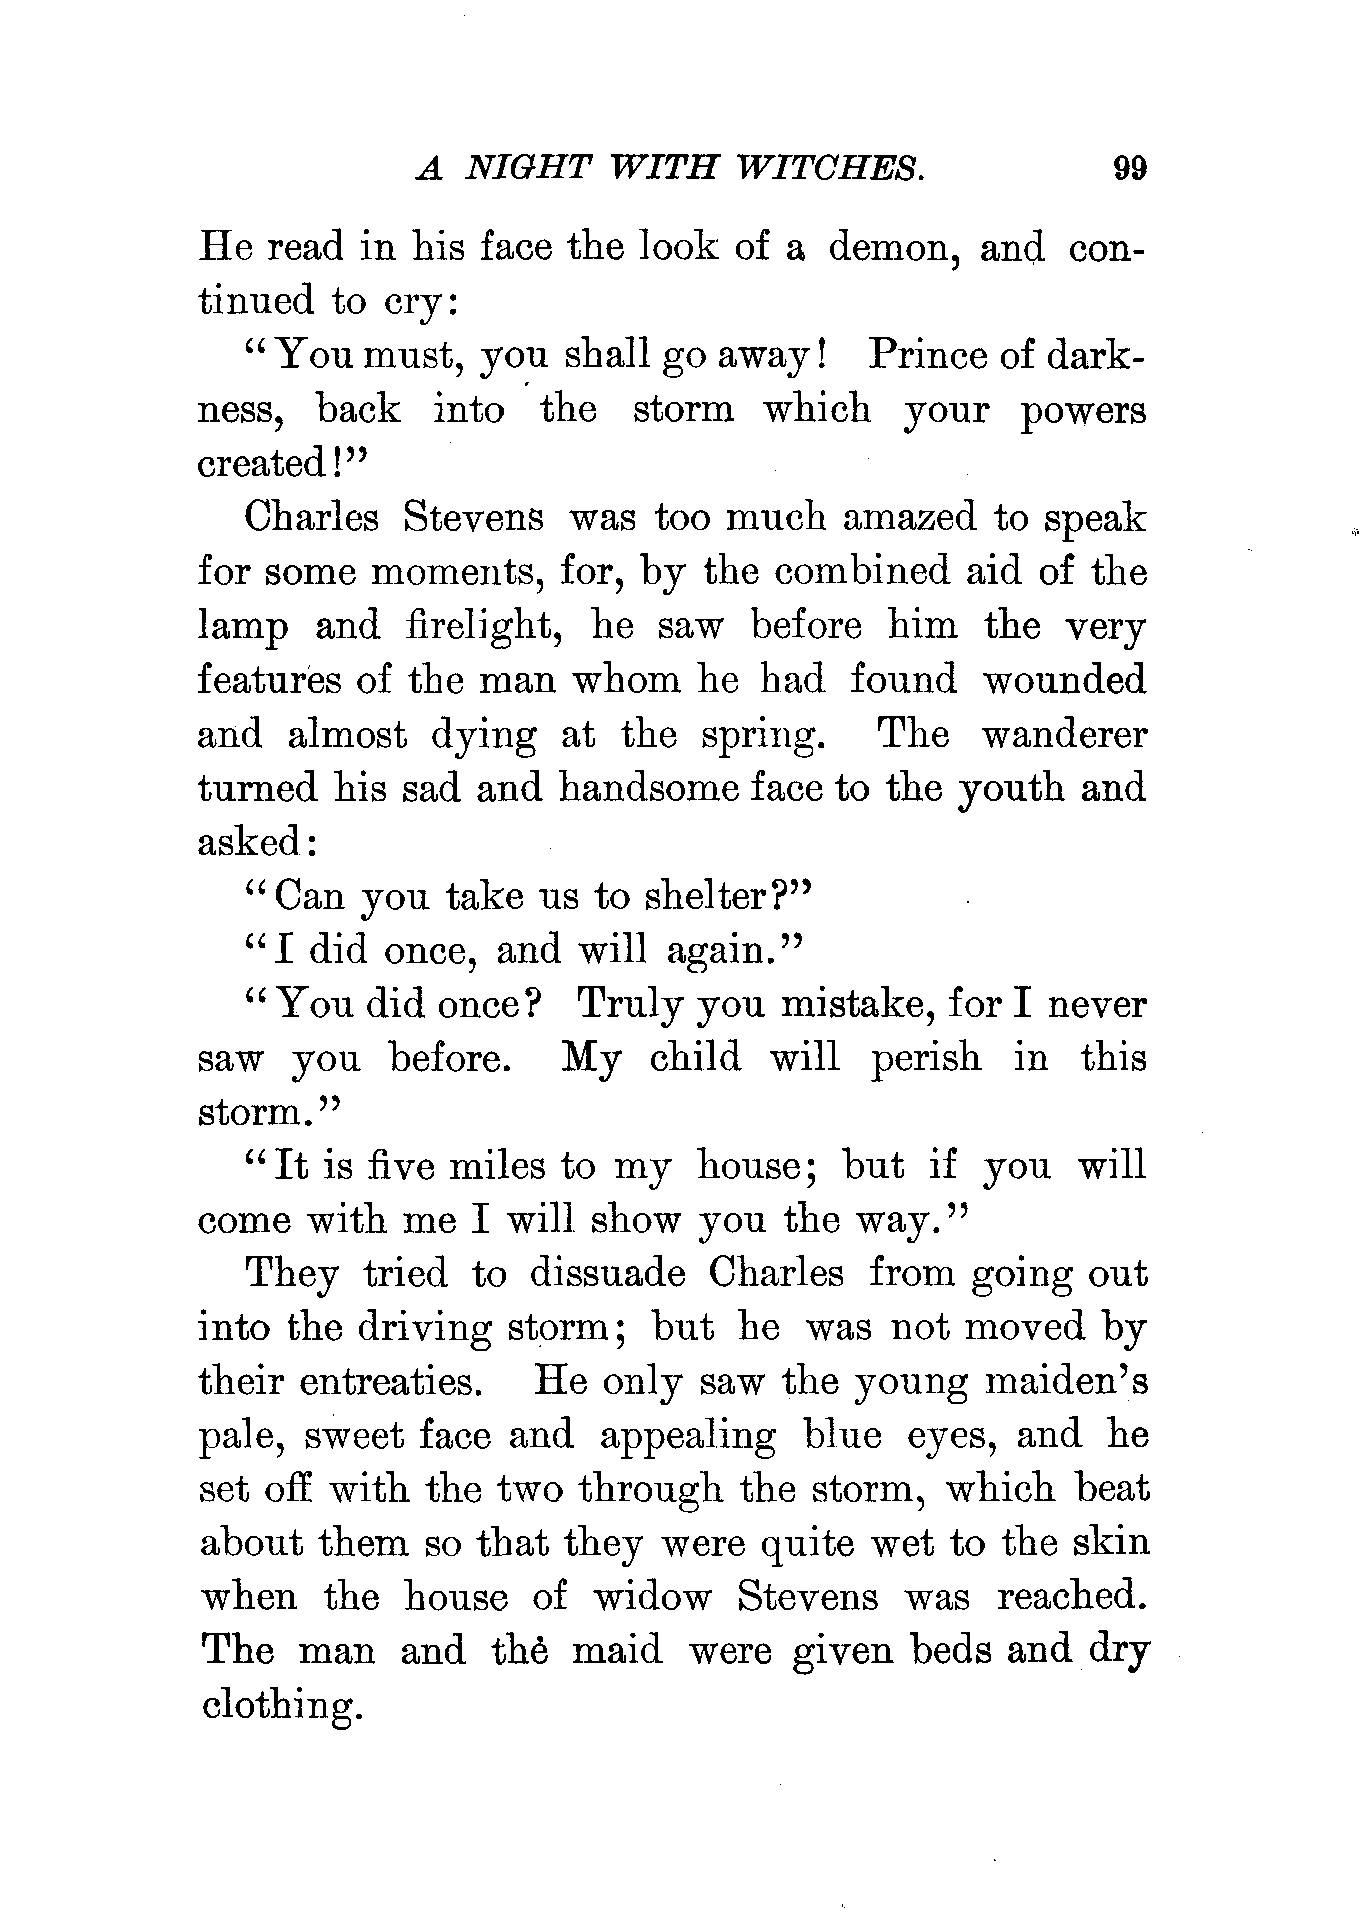 A NIGHT WITH WITCHES. 99
He read in his face the look of a demon, and con-
tinued to cry:
"You must, you shall go away! Prince of dark-
ness, back into the storm which your powers
created!"
Charles Stevens was too much amazed to speak
for some moments, for, by the combined aid of the
lamp and firelight, he saw before him the very
features of the man whom he had found wounded
and almost dying at the spring. The wanderer
turned his sad and handsome face to the youth and
asked:
"Can you take us to shelter?"
"I did once, and will again."
"You did once? Truly you mistake, for I never
saw you before. My child will perish in this
storm."
"It is five miles to my house; but if you will
come with me I will show you the way."
They tried to dissuade Charles from going out
into the driving storm; but he was not moved by
their entreaties. He only saw the young maiden's
pale, sweet face and appealing blue eyes, and he
set off with the two through the storm, which beat
about them so that they were quite wet to the skin
when the house of widow Stevens was reached.
The man and the maid were given beds and dry
clothing.